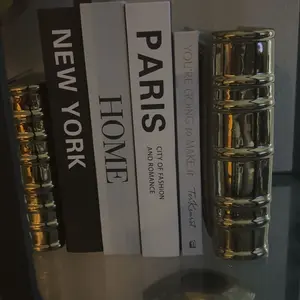 NEW YORK
HOME
PARIS
CITY OF FASHION
AND ROMANCE
YOU'RE GOING to MAKE IT